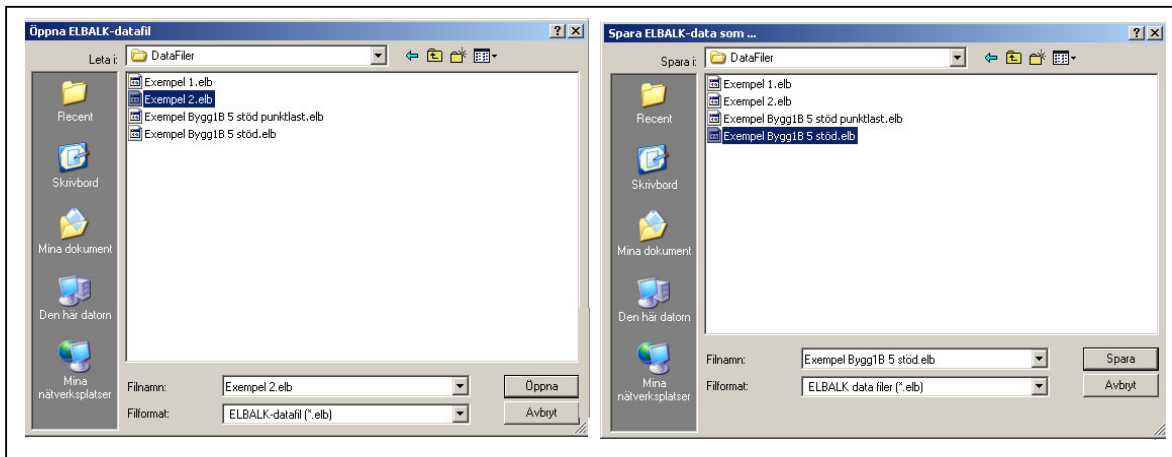 Öppna ELBALK-datafil
Leta i:
DataFiler
Recent
Skrivbord
Mina dokument
Den här datorn
Mina
nätverksplatser
Exempel 1.elb
Exempel 2.elb
Exempel Bygg1B 5 stöd punktlast.elb
Exempel Bygg1B 5 stöd.elb
Filnamn:
Exempel 2.elb
Öppna
Filformat:
ELBALK-datafil (*.elb)
Avbryt
Spara ELBALK-data som ...
Spara i:
DataFiler
Recent
Skrivbord
Mina dokument
Den här datorn
Mina
nätverksplatser
Exempel 1.elb
Exempel 2.elb
Exempel Bygg1B 5 stöd punktlast.elb
Exempel Bygg1B 5 stöd.elb
Filnamn:
Exempel Bygg1B 5 stöd.elb
Spara
Filformat:
ELBALK data filer (*.elb)
Avbryt